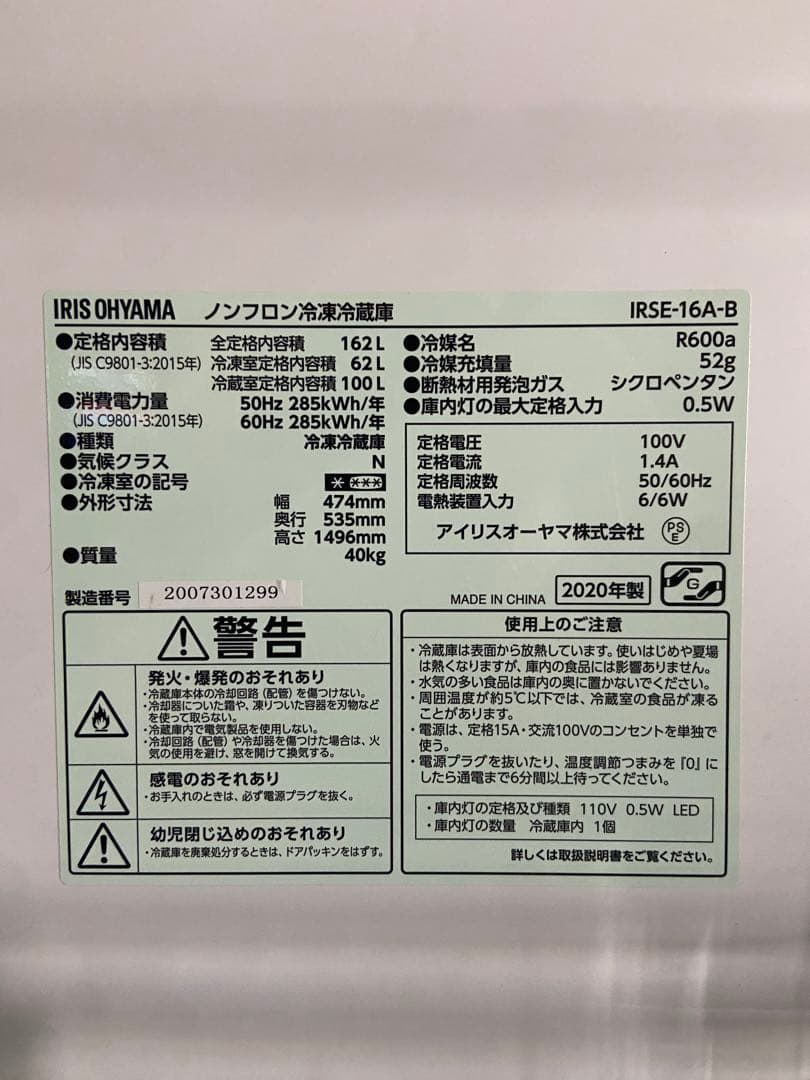 IRIS OHYAMA ノンフロン冷凍冷蔵庫 IRSE-16A-B
●定格内容積 全定格内容積 162 L
(JIS C9801-3:2015年) 冷凍室定格内容積 62 L
冷蔵室定格内容積 100 L
●消費電力量 50Hz 285kWh/年
(JIS C9801-3:2015年) 60Hz 285kWh/年
●種類 冷凍冷蔵庫
●気候クラス N
●冷凍室の記号 * ***
●外形寸法 幅 474mm
奥行 535mm
高さ 1496mm
●質量 40kg
製造番号 2007301299
●冷媒名 R600a
●冷媒充填量 52g
●断熱材用発泡ガス シクロペンタン
●庫内灯の最大定格入力 0.5W
定格電圧 100V
定格電流 1.4A
定格周波数 50/60Hz
電熱装置入力 6/6W
アイリスオーヤマ株式会社 PSE
MADE IN CHINA 2020年製 G
警告
発火・爆発のおそれあり
・冷蔵庫本体の冷却回路(配管)を傷つけない。
・冷却器についた霜や、凍りついた容器を刃物など
を使って取らない。
・冷蔵庫内で電気製品を使用しない。
・冷却回路(配管)や冷却器を傷つけた場合は、火
気の使用を避け、窓を開けて換気する。
感電のおそれあり
・お手入れのときは、必ず電源プラグを抜く。
幼児閉じ込めのおそれあり
・冷蔵庫を廃棄処分するときは、ドアパッキンをはずす。
使用上のご注意
・冷蔵庫は表面から放熱しています。使いはじめや夏場
は熱くなりますが、庫内の食品には影響ありません。
・水気の多い食品は庫内の奥に置かないでください。
・周囲温度が約5℃以下では、冷蔵室の食品が凍る
ことがあります。
・電源は、定格15A・交流100Vのコンセントを単独で
使う。
・電源プラグを抜いたり、温度調節つまみを『0』に
したら通電まで6分間以上待ってください。
・庫内灯の定格及び種類 110V 0.5W LED
・庫内灯の数量 冷蔵庫内 1個
詳しくは取扱説明書をご覧ください。